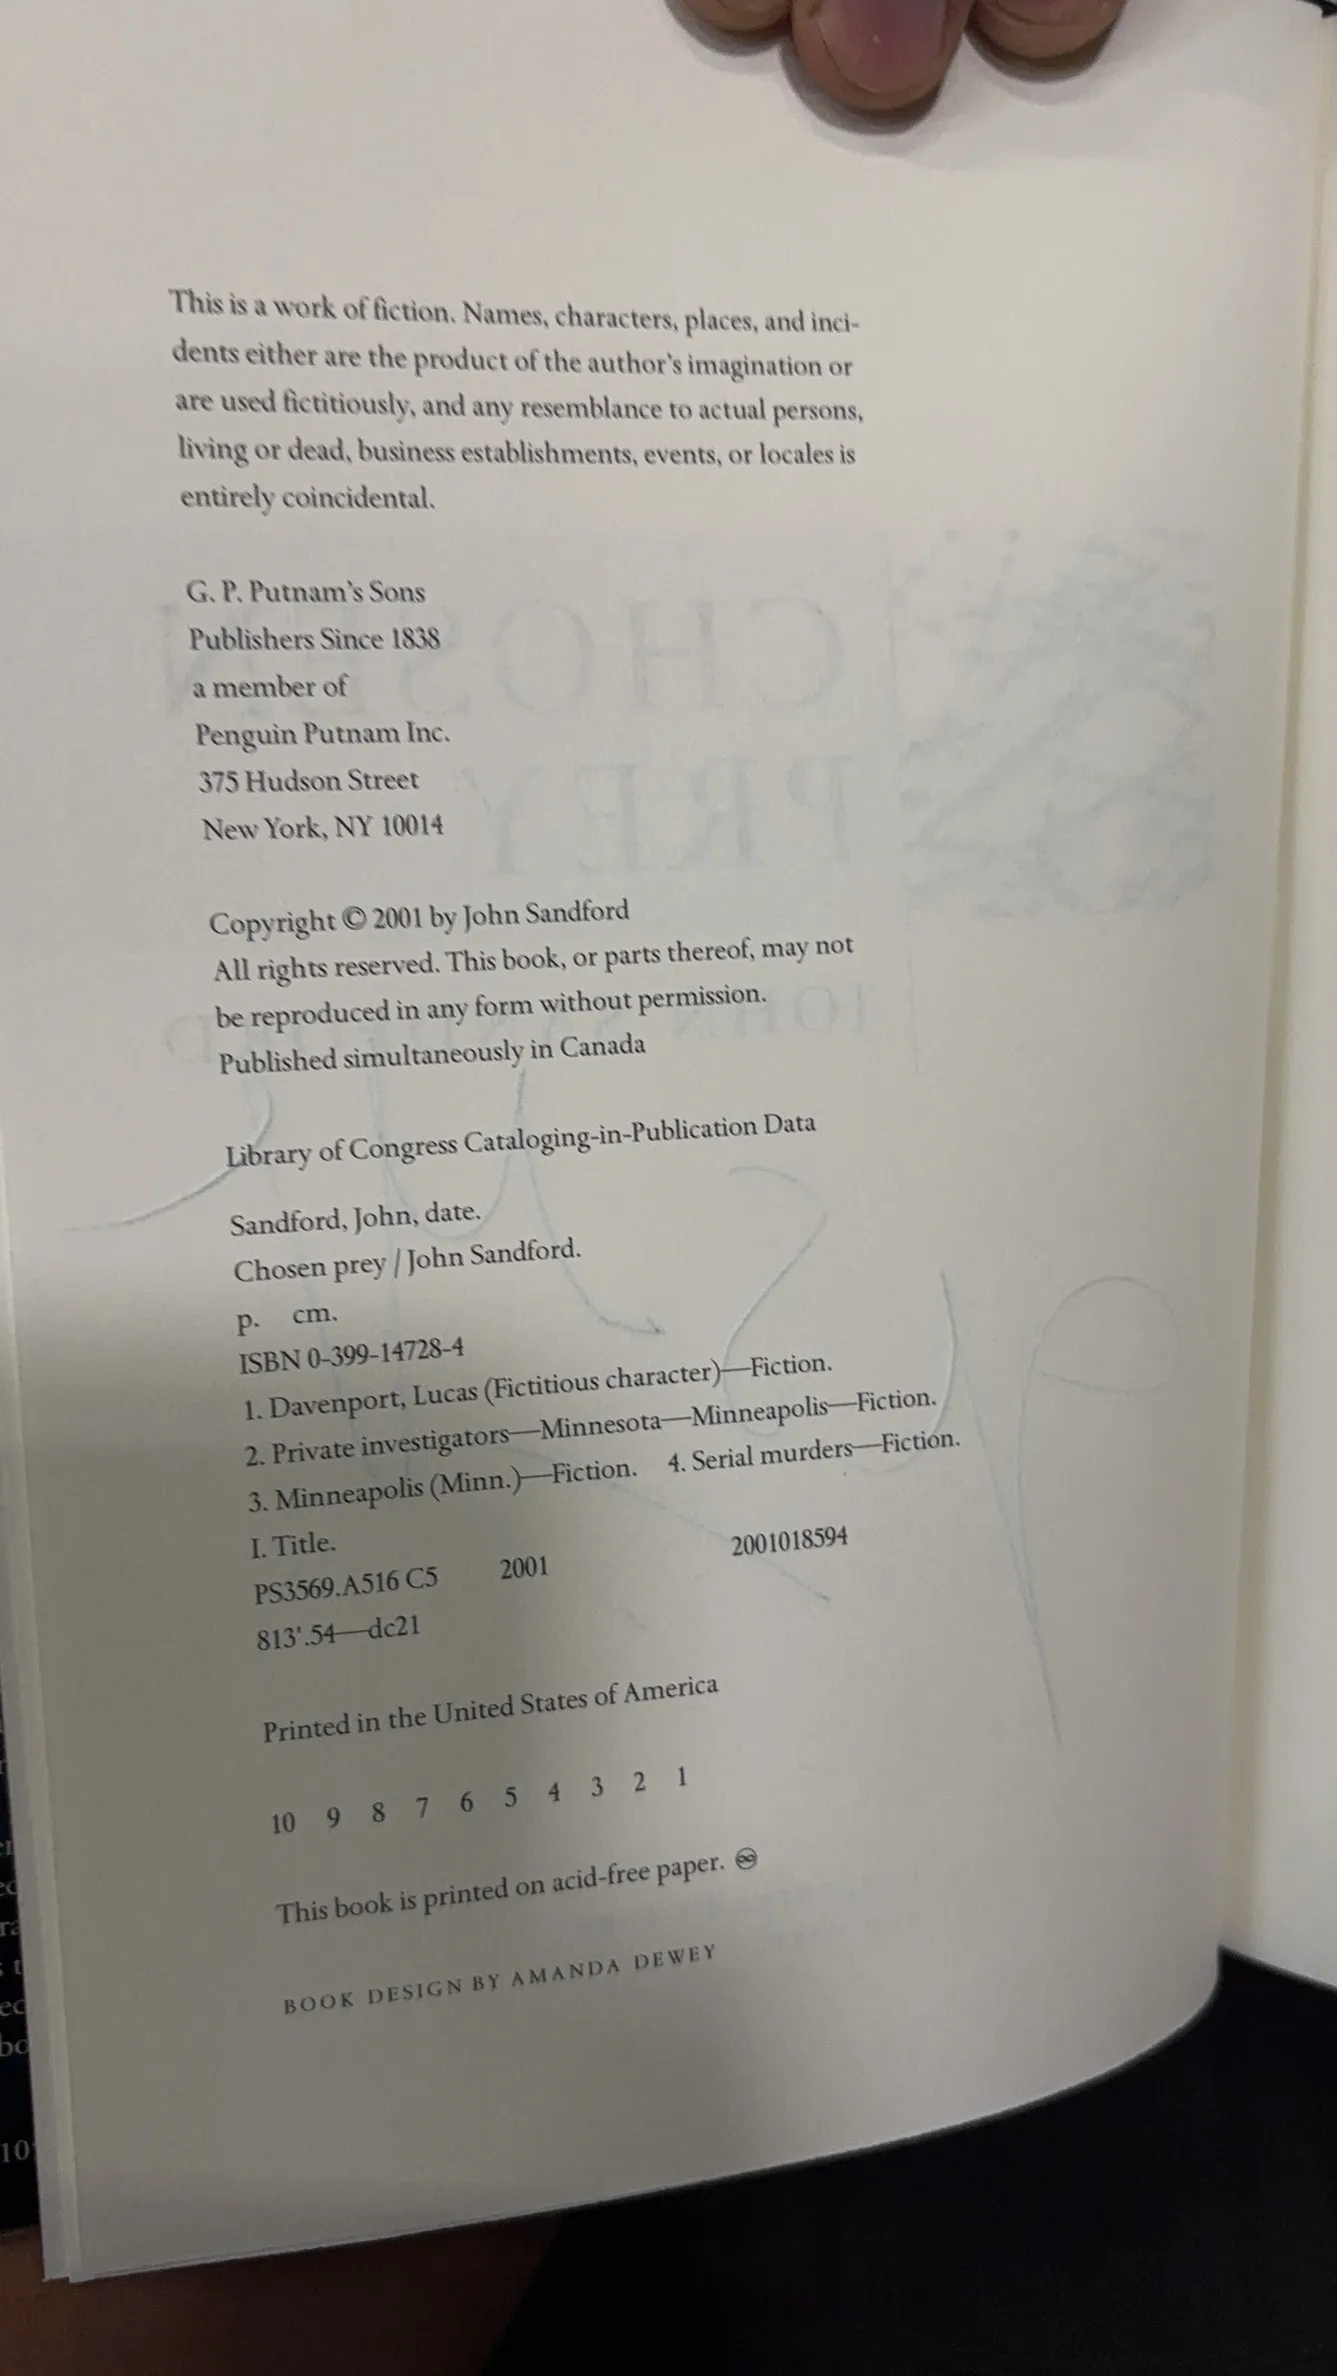 This is a work of fiction. Names, characters, places, and inci-
dents either are the product of the author's imagination or
are used fictitiously, and any resemblance to actual persons,
living or dead, business establishments, events, or locales is
entirely coincidental.
G. P. Putnam's Sons
Publishers Since 1838
a member of
Penguin Putnam Inc.
375 Hudson Street
New York, NY 10014
Copyright © 2001 by John Sandford
All rights reserved. This book, or parts thereof, may not
be reproduced in any form without permission.
Published simultaneously in Canada
Library of Congress Cataloging-in-Publication Data
Sandford, John, date.
Chosen prey / John Sandford.
p. cm.
ISBN 0-399-14728-4
1. Davenport, Lucas (Fictitious character)—Fiction.
2. Private investigators—Minnesota—Minneapolis—Fiction.
3. Minneapolis (Minn.)—Fiction. 4. Serial murders—Fiction.
I. Title.
PS3569.A516 C5 2001 2001018594
813'.54—dc21
Printed in the United States of America
10 9 8 7 6 5 4 3 2 1
This book is printed on acid-free paper. ♾
BOOK DESIGN BY AMANDA DEWEY